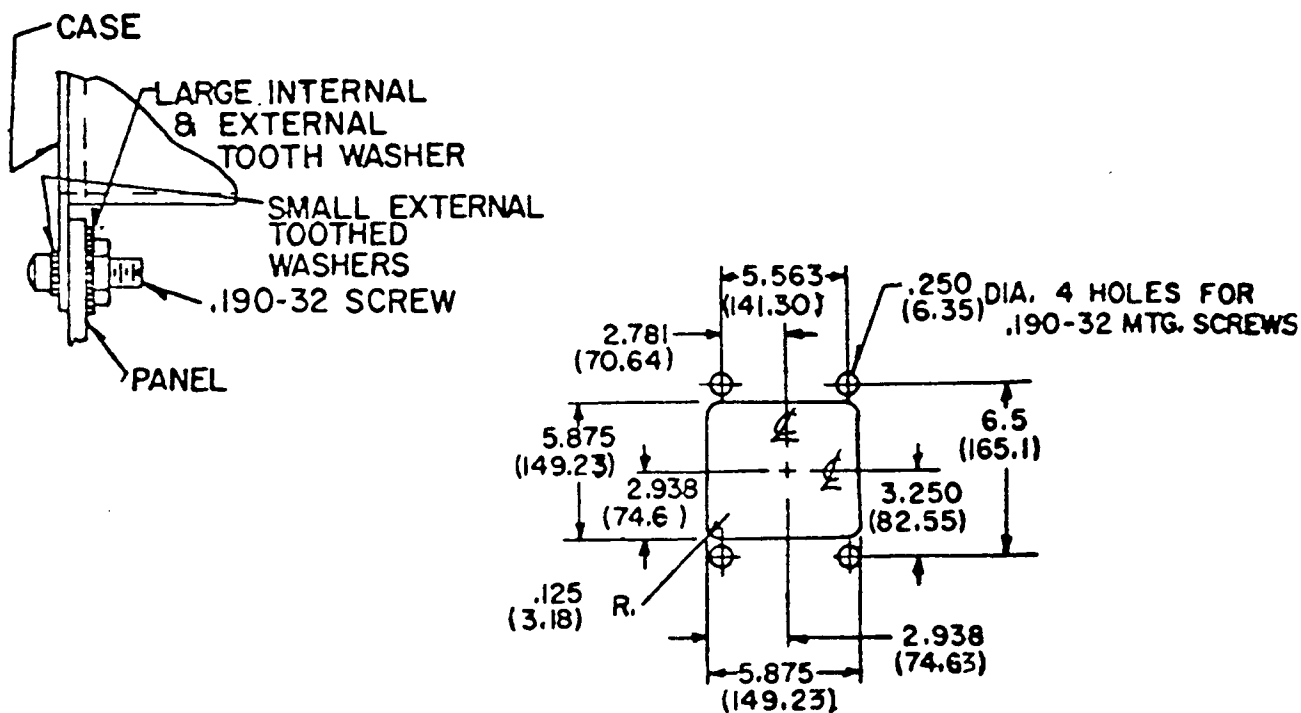 CASE
LARGE INTERNAL
& EXTERNAL
TOOTH WASHER
SMALL EXTERNAL
TOOTHED
WASHERS
.190-32 SCREW
PANEL
5.563
(141.30)
.250
(6.35) DIA. 4 HOLES FOR
.190-32 MTG. SCREWS
2.781
(70.64)
5.875
(149.23)
2.938
(74.6 )
6.5
(165.1)
3.250
(82.55)
.125
(3.18) R.
2.938
(74.63)
5.875
(149.23)